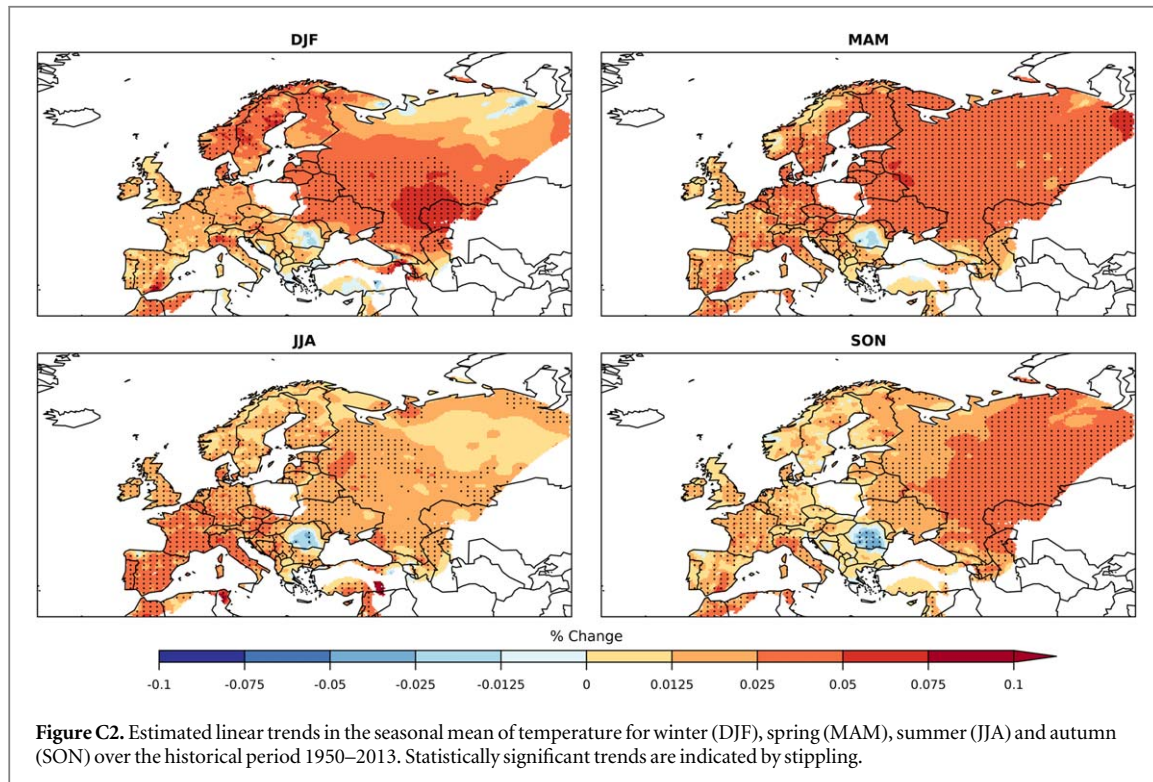 DJF
MAM
JJA
SON
% Change
-0.1
-0.075
-0.05
-0.025
-0.0125
0
0.0125
0.025
0.05
0.075
0.1
Figure C2. Estimated linear trends in the seasonal mean of temperature for winter (DJF), spring (MAM), summer (JJA) and autumn
(SON) over the historical period 1950–2013. Statistically significant trends are indicated by stippling.